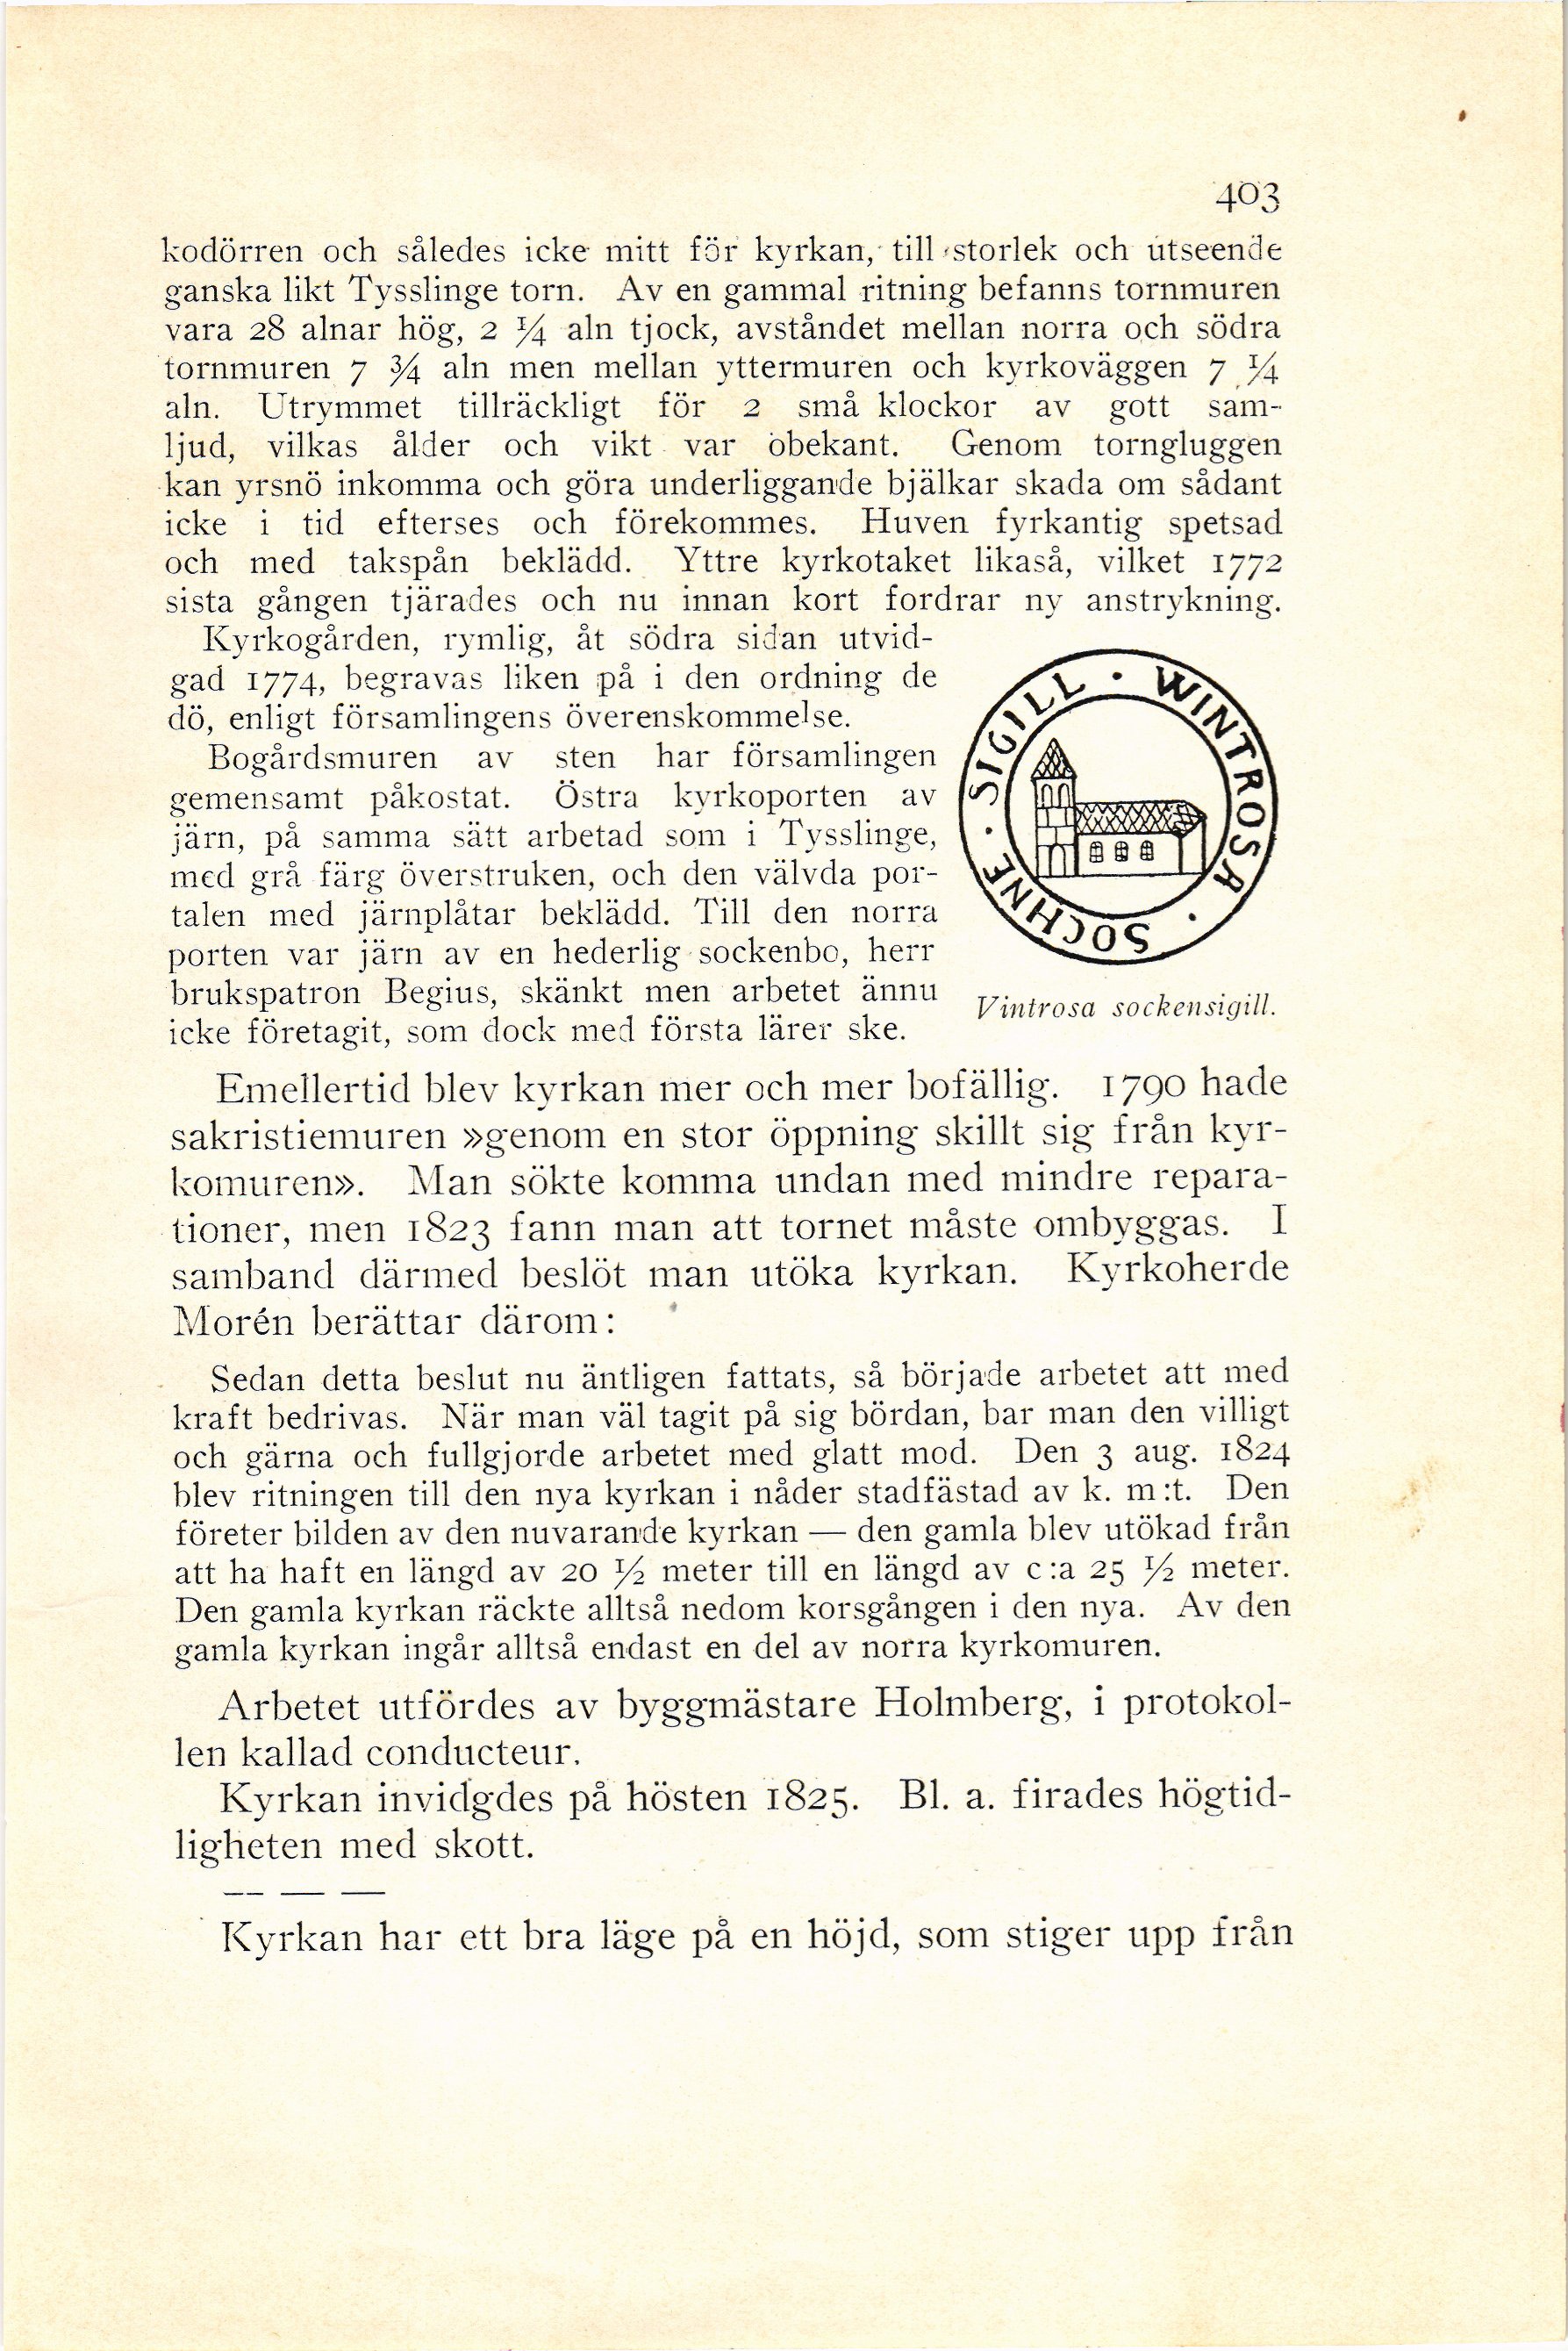 403
kodörren och således icke mitt för kyrkan, till storlek och utseende
ganska likt Tysslinge torn. Av en gammal ritning befanns tornmuren
vara 28 alnar hög, 2 ¼ aln tjock, avståndet mellan norra och södra
tornmuren 7 ¾ aln men mellan yttermuren och kyrkoväggen 7 ¼
aln. Utrymmet tillräckligt för 2 små klockor av gott sam-
ljud, vilkas ålder och vikt var obekant. Genom torngluggen
kan yrsnö inkomma och göra underliggande bjälkar skada om sådant
icke i tid efterses och förekommes. Huven fyrkantig spetsad
och med takspån beklädd. Yttre kyrkotaket likaså, vilket 1772
sista gången tjärades och nu innan kort fordrar ny anstrykning.
Kyrkogården, rymlig, åt södra sidan utvid-
gad 1774, begravas liken på i den ordning de
dö, enligt församlingens överenskommelse.
Bogårdsmuren av sten har församlingen
gemensamt påkostat. Östra kyrkoporten av
järn, på samma sätt arbetad som i Tysslinge,
med grå färg överstruken, och den välvda por-
talen med järnplåtar beklädd. Till den norra
porten var järn av en hederlig sockenbo, herr
brukspatron Begius, skänkt men arbetet ännu
icke företagit, som dock med första lärer ske.
SIGILL · WINTROSA · SOCHNE ·
Vintrosa sockensigill.
Emellertid blev kyrkan mer och mer bofällig. 1790 hade
sakristiemuren »genom en stor öppning skillt sig från kyr-
komuren». Man sökte komma undan med mindre repara-
tioner, men 1823 fann man att tornet måste ombyggas. I
samband därmed beslöt man utöka kyrkan. Kyrkoherde
Morén berättar därom:
Sedan detta beslut nu äntligen fattats, så började arbetet att med
kraft bedrivas. När man väl tagit på sig bördan, bar man den villigt
och gärna och fullgjorde arbetet med glatt mod. Den 3 aug. 1824
blev ritningen till den nya kyrkan i nåder stadfästad av k. m:t. Den
företer bilden av den nuvarande kyrkan — den gamla blev utökad från
att ha haft en längd av 20 ½ meter till en längd av c:a 25 ½ meter.
Den gamla kyrkan räckte alltså nedom korsgången i den nya. Av den
gamla kyrkan ingår alltså endast en del av norra kyrkomuren.
Arbetet utfördes av byggmästare Holmberg, i protokol-
len kallad conducteur.
Kyrkan invidgdes på hösten 1825. Bl. a. firades högtid-
ligheten med skott.
— — —
Kyrkan har ett bra läge på en höjd, som stiger upp från